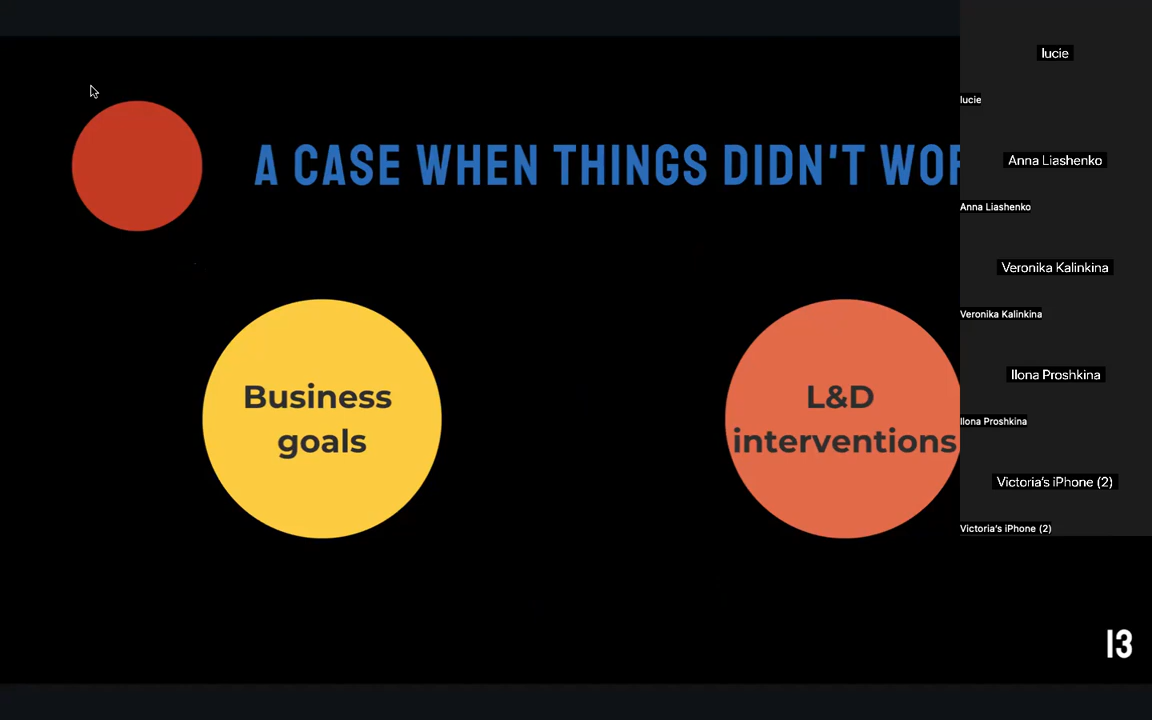 A CASE WHEN THINGS DIDN'T
Business
goals
L&D
interventions
13
lucie
lucie
Anna Liashenko
Anna Liashenko
Veronika Kalinkina
Veronika Kalinkina
Ilona Proshkina
Ilona Proshkina
Victoria's iPhone (2)
Victoria's iPhone (2)